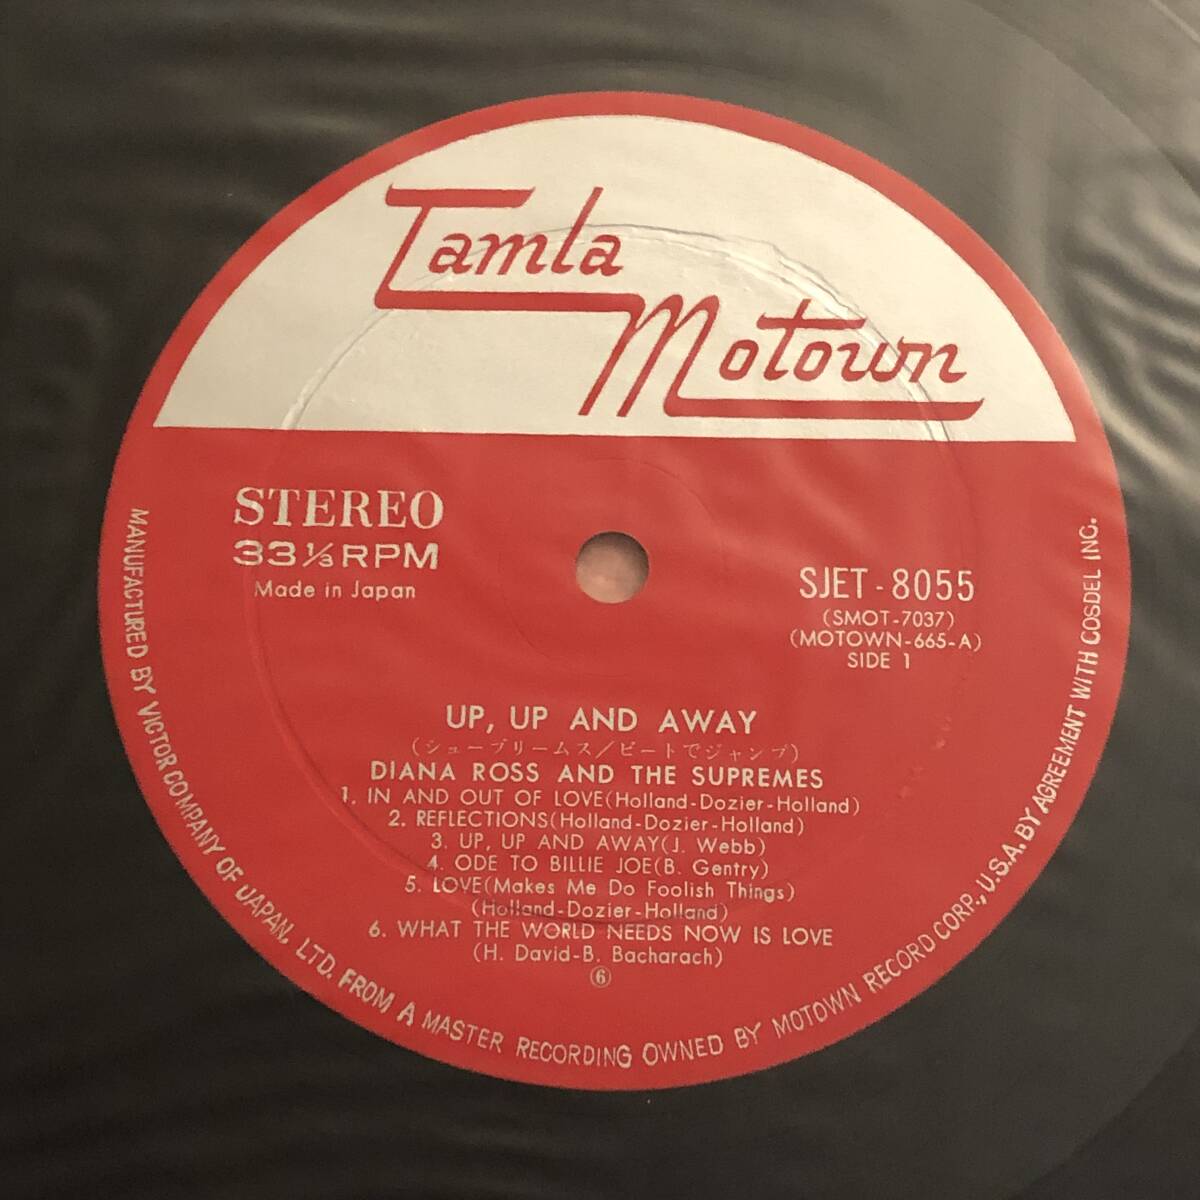 Tamla
Motown
STEREO
33 1/3 RPM
Made in Japan
SJET-8055
(SMOT-7037)
(MOTOWN-665-A)
SIDE 1
UP, UP AND AWAY
(シュープリームス/ビートでジャンプ)
DIANA ROSS AND THE SUPREMES
1. IN AND OUT OF LOVE(Holland-Dozier-Holland)
2. REFLECTIONS(Holland-Dozier-Holland)
3. UP, UP AND AWAY(J. Webb)
4. ODE TO BILLIE JOE(B. Gentry)
5. LOVE(Makes Me Do Foolish Things)
(Holland-Dozier-Holland)
6. WHAT THE WORLD NEEDS NOW IS LOVE
(H. David-B. Bacharach)
⑥
MANUFACTURED BY VICTOR COMPANY OF JAPAN, LTD. FROM A MASTER RECORDING OWNED BY MOTOWN RECORD CORP., U.S.A. BY AGREEMENT WITH COSDEL INC.